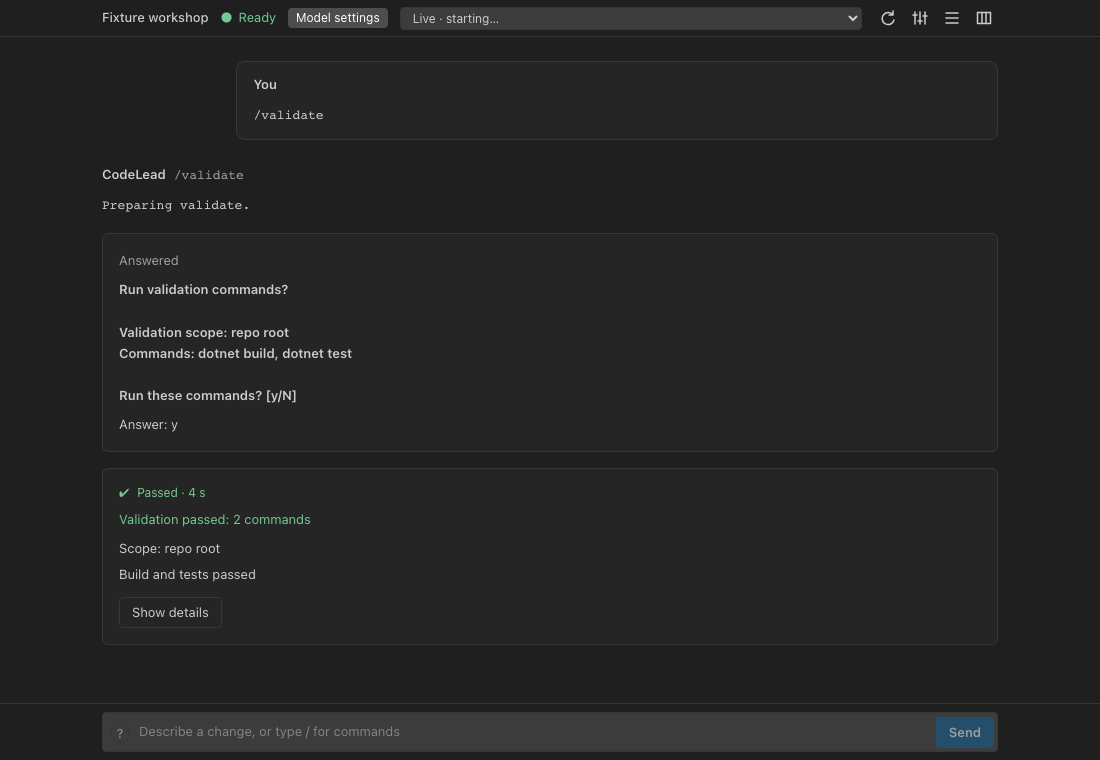 Fixture workshop Ready Model settings Live · starting...
You
/validate
CodeLead /validate
Preparing validate.
Answered
Run validation commands?
Validation scope: repo root
Commands: dotnet build, dotnet test
Run these commands? [y/N]
Answer: y
✔ Passed · 4 s
Validation passed: 2 commands
Scope: repo root
Build and tests passed
Show details
? Describe a change, or type / for commands Send